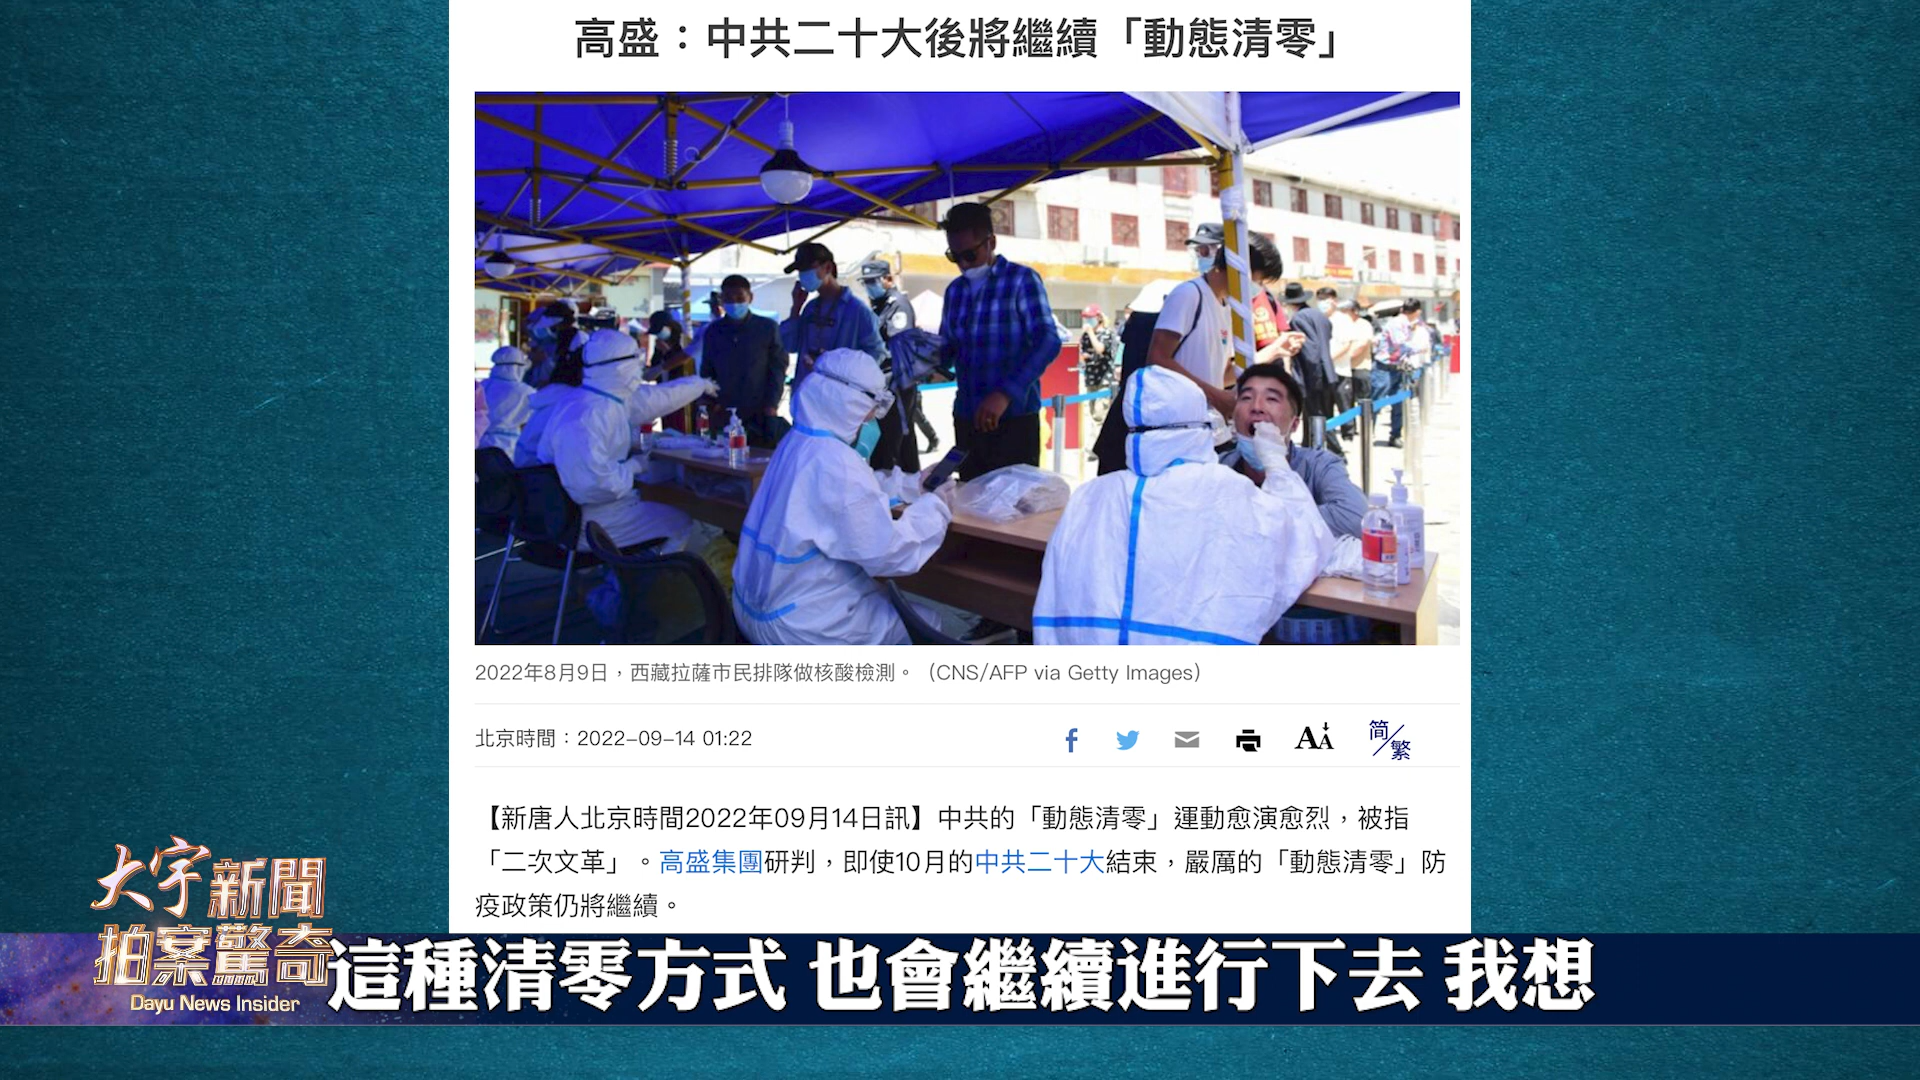 高盛：中共二十大後將繼續「動態清零」
2022年8月9日，西藏拉薩市民排隊做核酸檢測。（CNS/AFP via Getty Images）
北京時間：2022-09-14 01:22
简/繁
【新唐人北京時間2022年09月14日訊】中共的「動態清零」運動愈演愈烈，被指
「二次文革」。高盛集團研判，即使10月的中共二十大結束，嚴厲的「動態清零」防
疫政策仍將繼續。
大宇新聞
拍案驚奇
Dayu News Insider
這種清零方式 也會繼續進行下去 我想